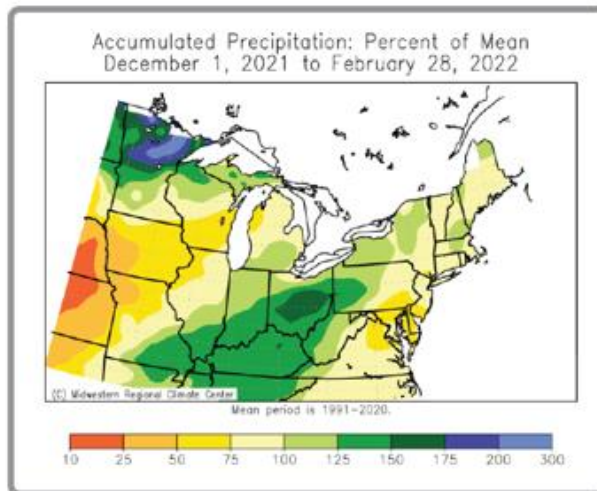 Accumulated Precipitation: Percent of Mean
December 1, 2021 to February 28, 2022
(C) Midwestern Regional Climate Center
Mean period is 1991-2020.
10 25 50 75 100 125 150 175 200 300